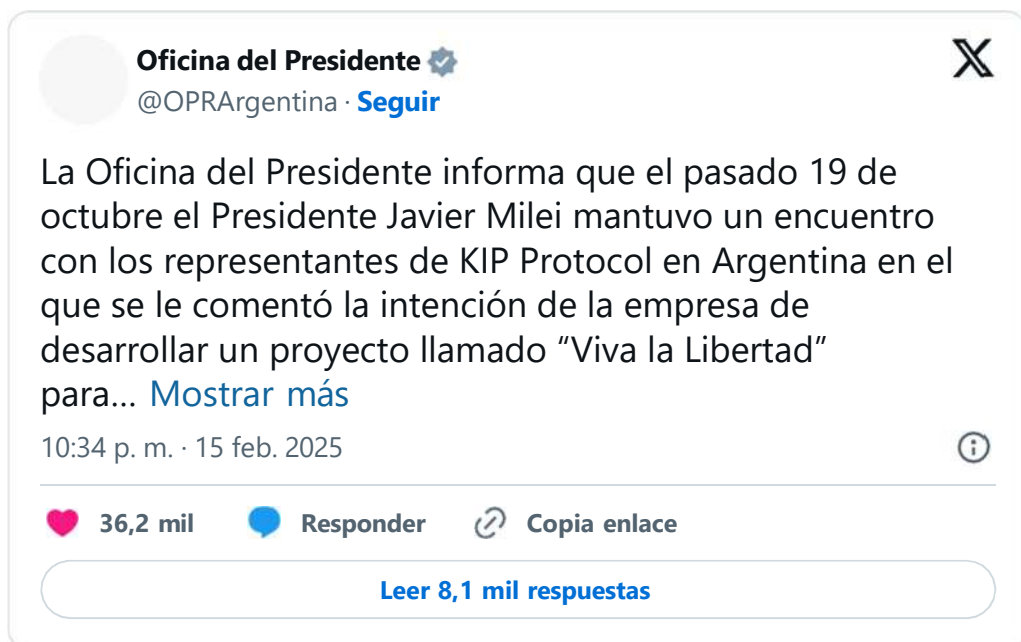 Oficina del Presidente
@OPRArgentina · Seguir
La Oficina del Presidente informa que el pasado 19 de
octubre el Presidente Javier Milei mantuvo un encuentro
con los representantes de KIP Protocol en Argentina en el
que se le comentó la intención de la empresa de
desarrollar un proyecto llamado “Viva la Libertad”
para... Mostrar más
10:34 p. m. · 15 feb. 2025
36,2 mil Responder Copia enlace
Leer 8,1 mil respuestas